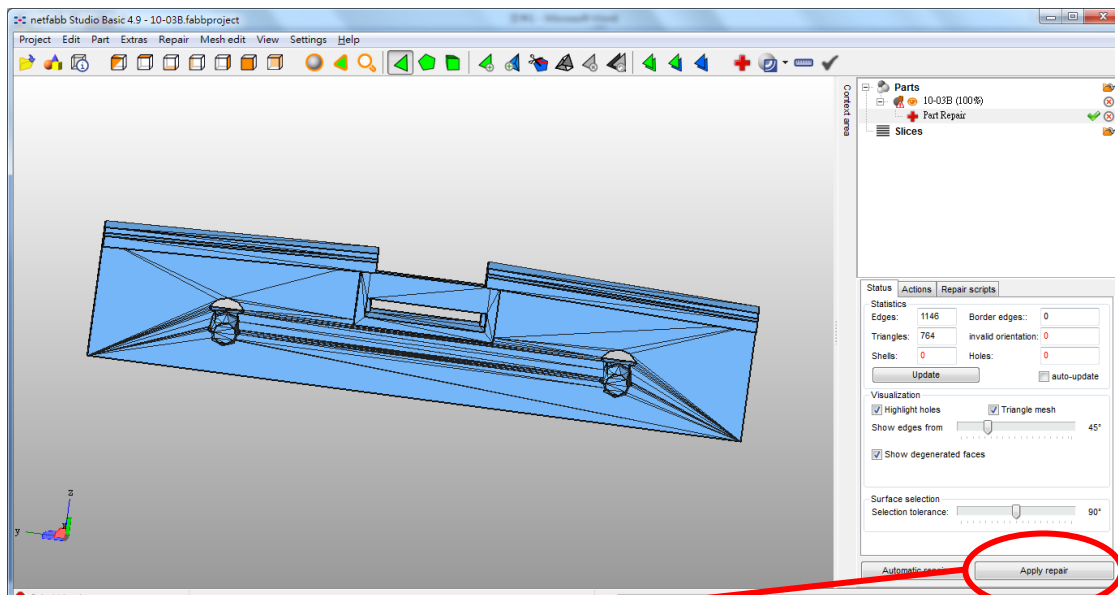 netfabb Studio Basic 4.9 - 10-03B.fabbproject
Project Edit Part Extras Repair Mesh edit View Settings Help
Context area
Parts
10-03B (100%)
Part Repair
Slices
Status Actions Repair scripts
Statistics
Edges: 1146 Border edges:: 0
Triangles: 764 invalid orientation: 0
Shells: 0 Holes: 0
Update auto-update
Visualization
Highlight holes Triangle mesh
Show edges from 45°
Show degenerated faces
Surface selection
Selection tolerance: 90°
Automatic Apply repair
z
y